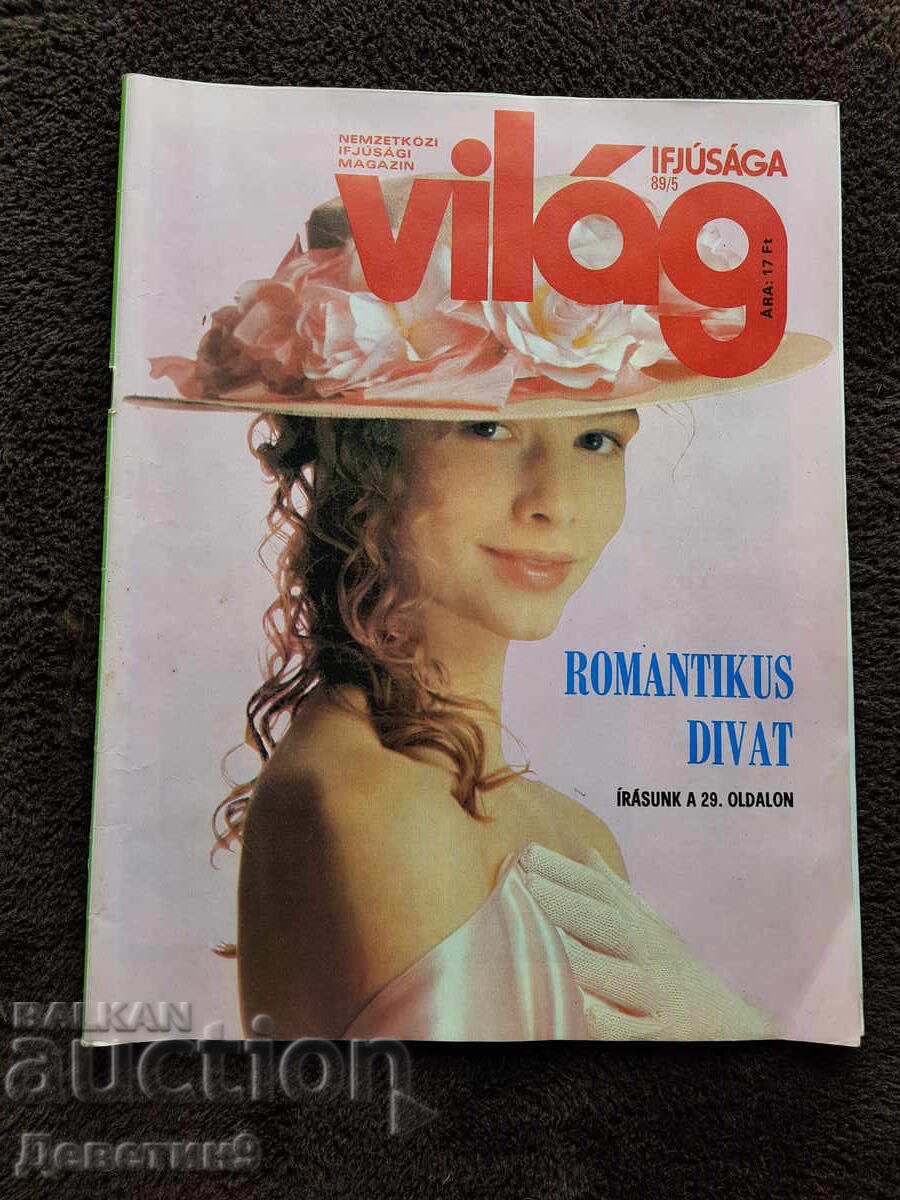 NEMZETKÖZI
IFJÚSÁGI
MAGAZIN
világ
IFJÚSÁGA
89/5
ÁRA: 17 Ft
ROMANTIKUS
DIVAT
ÍRÁSUNK A 29. OLDALON
BALKAN
auction
Деветик9